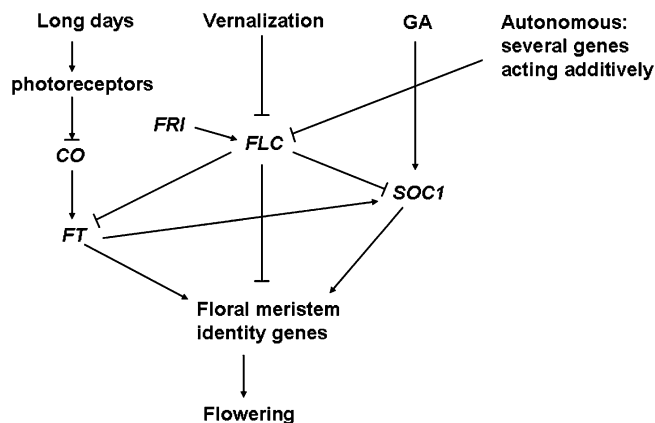 Long days
Vernalization
GA
Autonomous:
several genes
acting additively
photoreceptors
FRI
FLC
CO
SOC1
FT
Floral meristem
identity genes
Flowering